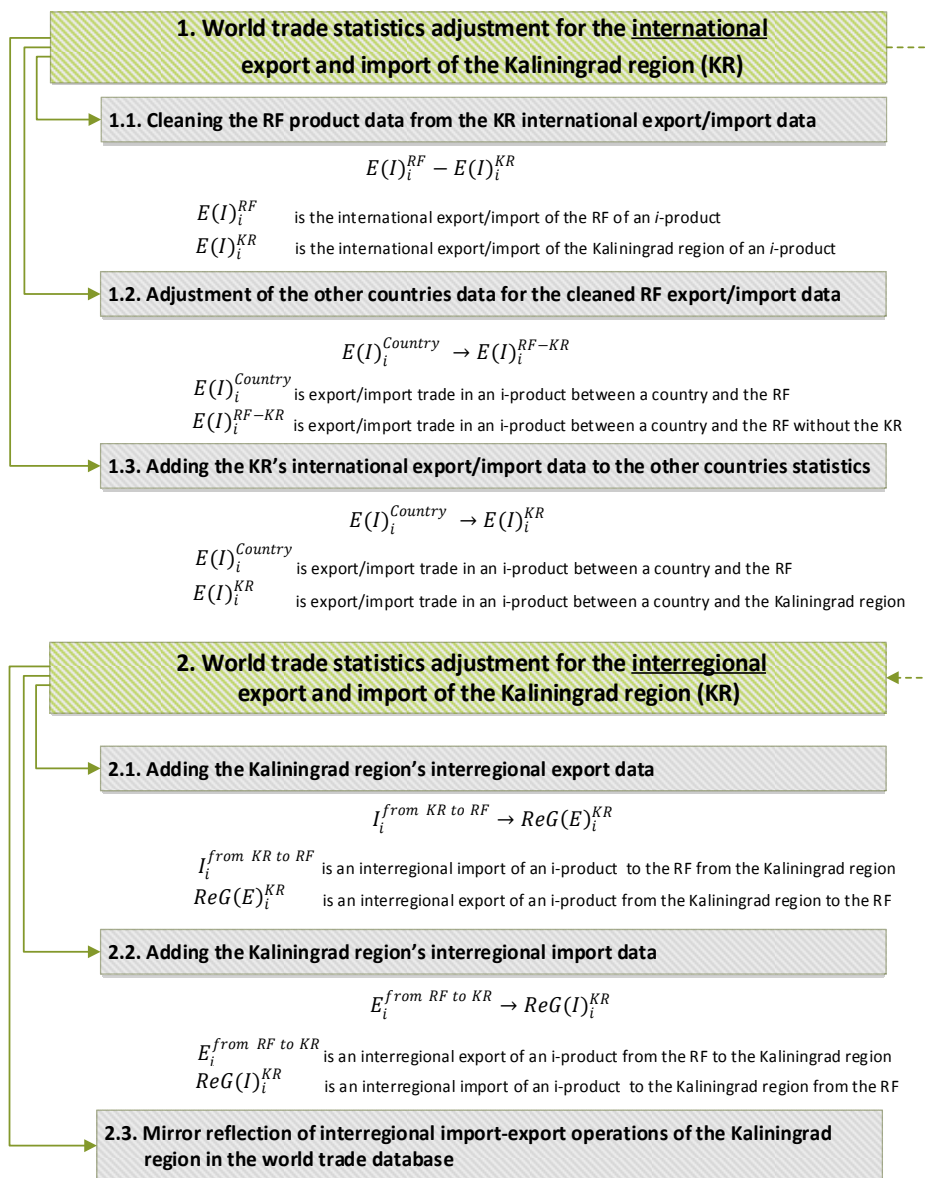 1. World trade statistics adjustment for the international
export and import of the Kaliningrad region (KR)
1.1. Cleaning the RF product data from the KR international export/import data
$E(I)_i^{RF} - E(I)_i^{KR}$
$E(I)_i^{RF}$ is the international export/import of the RF of an i-product
$E(I)_i^{KR}$ is the international export/import of the Kaliningrad region of an i-product
1.2. Adjustment of the other countries data for the cleaned RF export/import data
$E(I)_i^{Country} \rightarrow E(I)_i^{RF-KR}$
$E(I)_i^{Country}$ is export/import trade in an i-product between a country and the RF
$E(I)_i^{RF-KR}$ is export/import trade in an i-product between a country and the RF without the KR
1.3. Adding the KR's international export/import data to the other countries statistics
$E(I)_i^{Country} \rightarrow E(I)_i^{KR}$
$E(I)_i^{Country}$ is export/import trade in an i-product between a country and the RF
$E(I)_i^{KR}$ is export/import trade in an i-product between a country and the Kaliningrad region
2. World trade statistics adjustment for the interregional
export and import of the Kaliningrad region (KR)
2.1. Adding the Kaliningrad region's interregional export data
$I_i^{from\ KR\ to\ RF} \rightarrow ReG(E)_i^{KR}$
$I_i^{from\ KR\ to\ RF}$ is an interregional import of an i-product to the RF from the Kaliningrad region
$ReG(E)_i^{KR}$ is an interregional export of an i-product from the Kaliningrad region to the RF
2.2. Adding the Kaliningrad region's interregional import data
$E_i^{from\ RF\ to\ KR} \rightarrow ReG(I)_i^{KR}$
$E_i^{from\ RF\ to\ KR}$ is an interregional export of an i-product from the RF to the Kaliningrad region
$ReG(I)_i^{KR}$ is an interregional import of an i-product to the Kaliningrad region from the RF
2.3. Mirror reflection of interregional import-export operations of the Kaliningrad
region in the world trade database